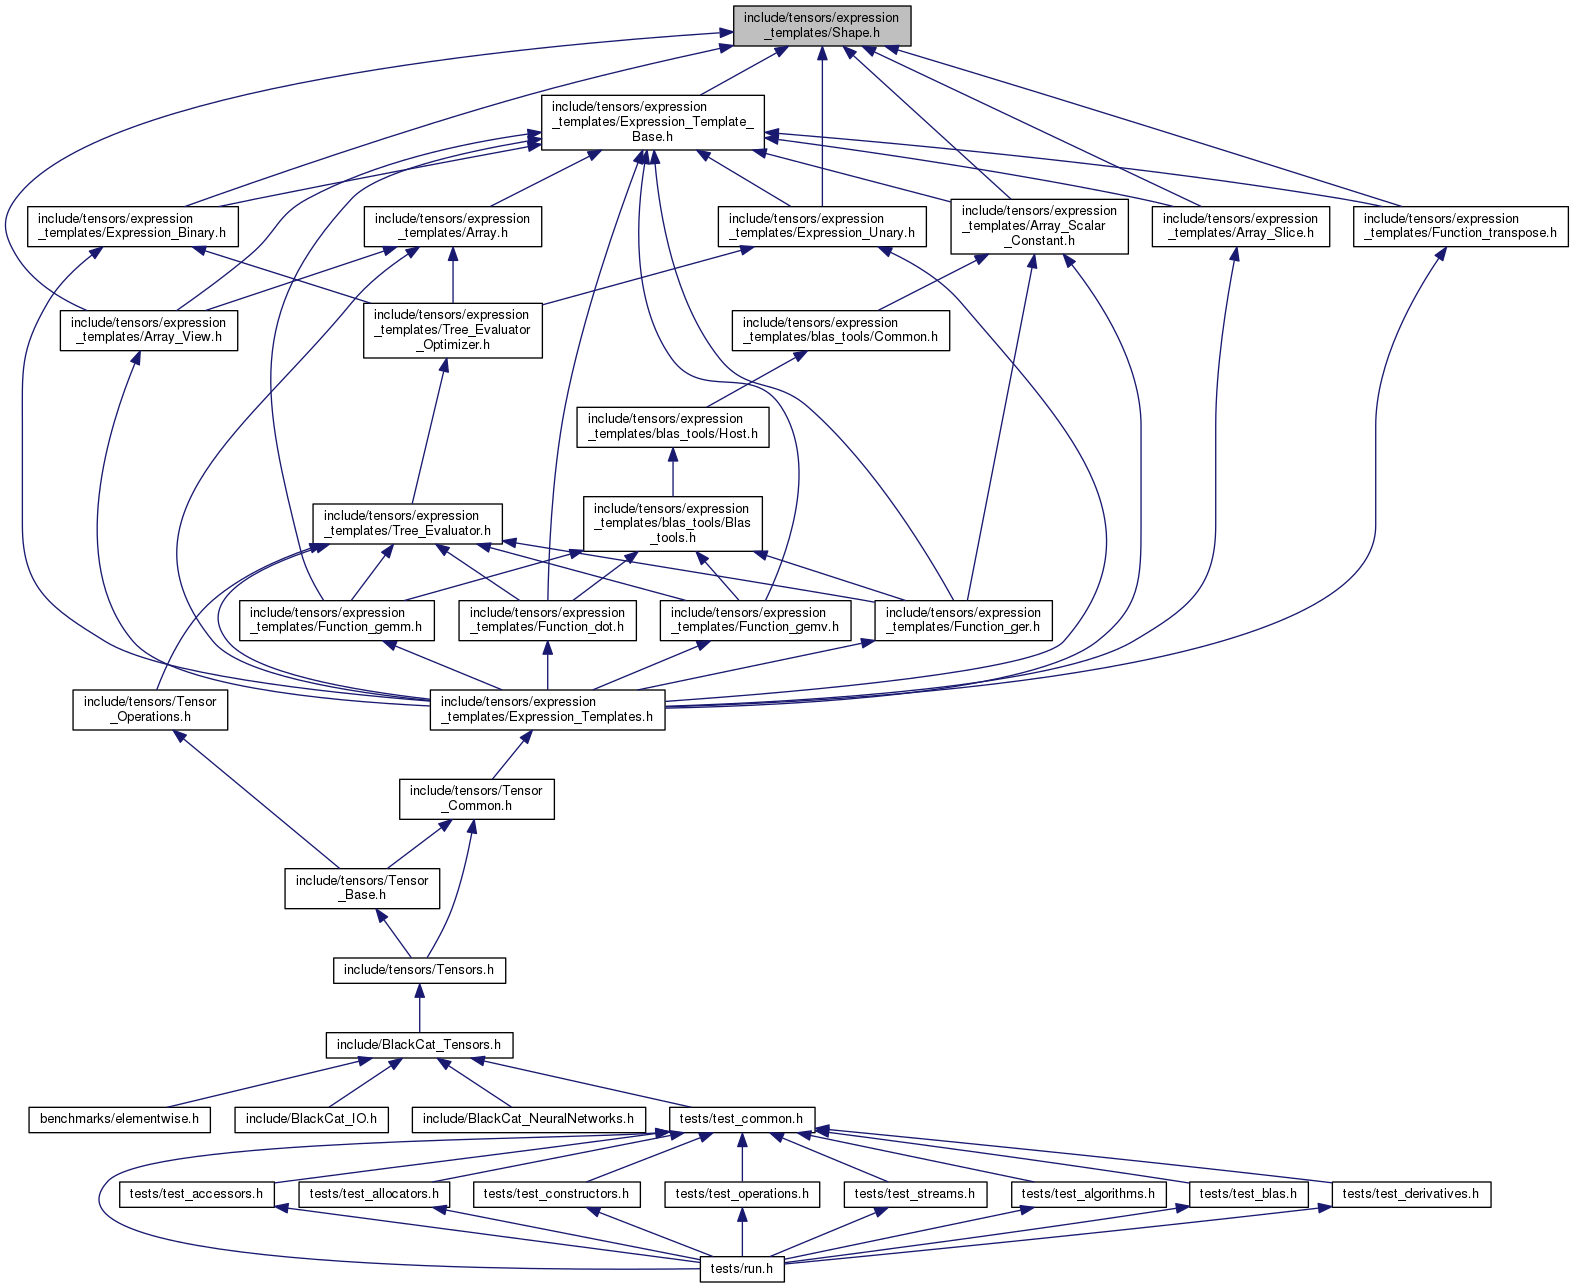 include/tensors/expression
_templates/Shape.h
include/tensors/expression
_templates/Expression_Template_
Base.h
include/tensors/expression
_templates/Expression_Binary.h
include/tensors/expression
_templates/Array.h
include/tensors/expression
_templates/Expression_Unary.h
include/tensors/expression
_templates/Array_Scalar
_Constant.h
include/tensors/expression
_templates/Array_Slice.h
include/tensors/expression
_templates/Function_transpose.h
include/tensors/expression
_templates/Array_View.h
include/tensors/expression
_templates/Tree_Evaluator
_Optimizer.h
include/tensors/expression
_templates/blas_tools/Common.h
include/tensors/expression
_templates/blas_tools/Host.h
include/tensors/expression
_templates/Tree_Evaluator.h
include/tensors/expression
_templates/blas_tools/Blas
_tools.h
include/tensors/expression
_templates/Function_gemm.h
include/tensors/expression
_templates/Function_dot.h
include/tensors/expression
_templates/Function_gemv.h
include/tensors/expression
_templates/Function_ger.h
include/tensors/Tensor
_Operations.h
include/tensors/expression
_templates/Expression_Templates.h
include/tensors/Tensor
_Common.h
include/tensors/Tensor
_Base.h
include/tensors/Tensors.h
include/BlackCat_Tensors.h
benchmarks/elementwise.h
include/BlackCat_IO.h
include/BlackCat_NeuralNetworks.h
tests/test_common.h
tests/test_accessors.h
tests/test_allocators.h
tests/test_constructors.h
tests/test_operations.h
tests/test_streams.h
tests/test_algorithms.h
tests/test_blas.h
tests/test_derivatives.h
tests/run.h